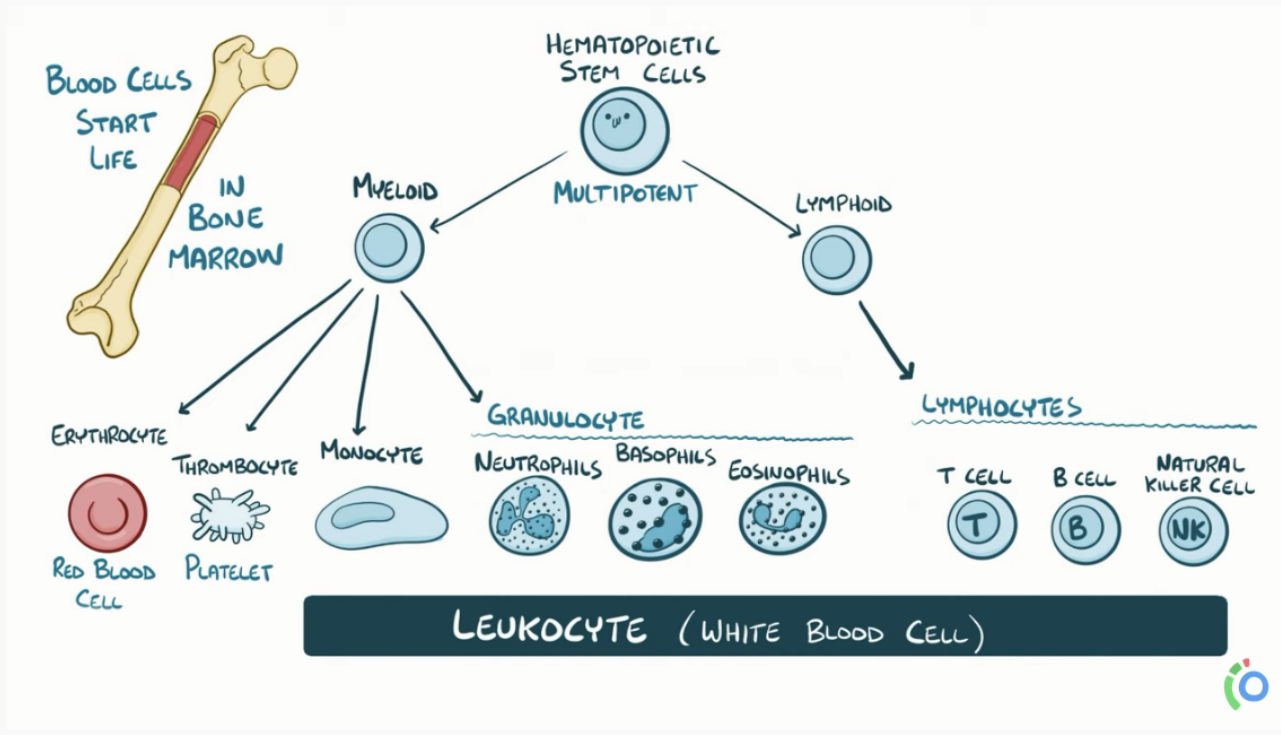 BLOOD CELLS
START
LIFE
IN
BONE
MARROW
HEMATOPOIETIC
STEM CELLS
MULTIPOTENT
MYELOID
LYMPHOID
ERYTHROCYTE
RED BLOOD
CELL
THROMBOCYTE
PLATELET
MONOCYTE
GRANULOCYTE
NEUTROPHILS
BASOPHILS
EOSINOPHILS
LYMPHOCYTES
T CELL
T
B CELL
B
NATURAL
KILLER CELL
NK
LEUKOCYTE (WHITE BLOOD CELL)